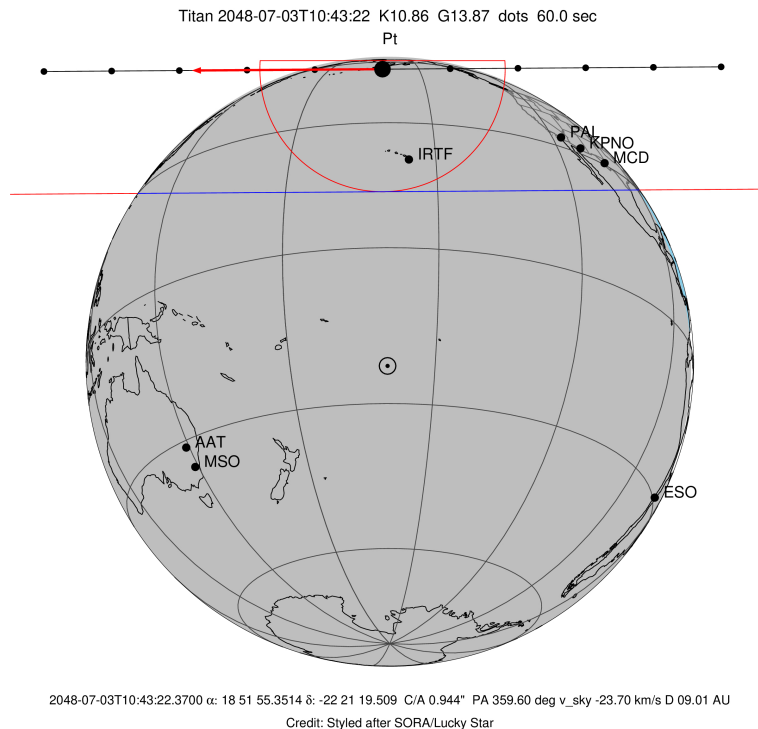 Titan 2048-07-03T10:43:22 K10.86 G13.87 dots 60.0 sec
Pt
PAL
KPNO
MCD
IRTF
AAT
MSO
ESO
2048-07-03T10:43:22.3700 α: 18 51 55.3514 δ: -22 21 19.509 C/A 0.944" PA 359.60 deg v_sky -23.70 km/s D 09.01 AU
Credit: Styled after SORA/Lucky Star